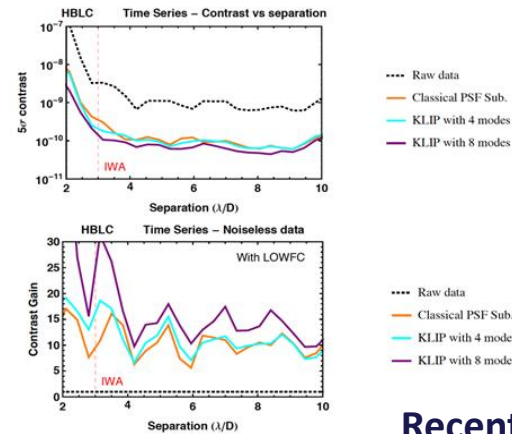 HBLC Time Series – Contrast vs separation
10⁻⁷
10⁻⁸
10⁻⁹
10⁻¹⁰
10⁻¹¹
5σ contrast
IWA
2 4 6 8 10
Separation (λ/D)
Raw data
Classical PSF Sub.
KLIP with 4 modes
KLIP with 8 modes
HBLC Time Series – Noiseless data
With LOWFC
30
25
20
15
10
5
0
Contrast Gain
IWA
2 4 6 8 10
Separation (λ/D)
Raw data
Classical PSF Sub.
KLIP with 4 mode
KLIP with 8 mode
Recent